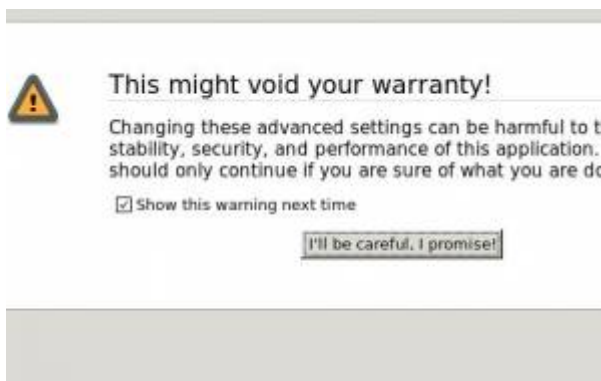 This might void your warranty!
Changing these advanced settings can be harmful to
stability, security, and performance of this application.
should only continue if you are sure of what you are
Show this warning next time
I'll be careful, I promise!